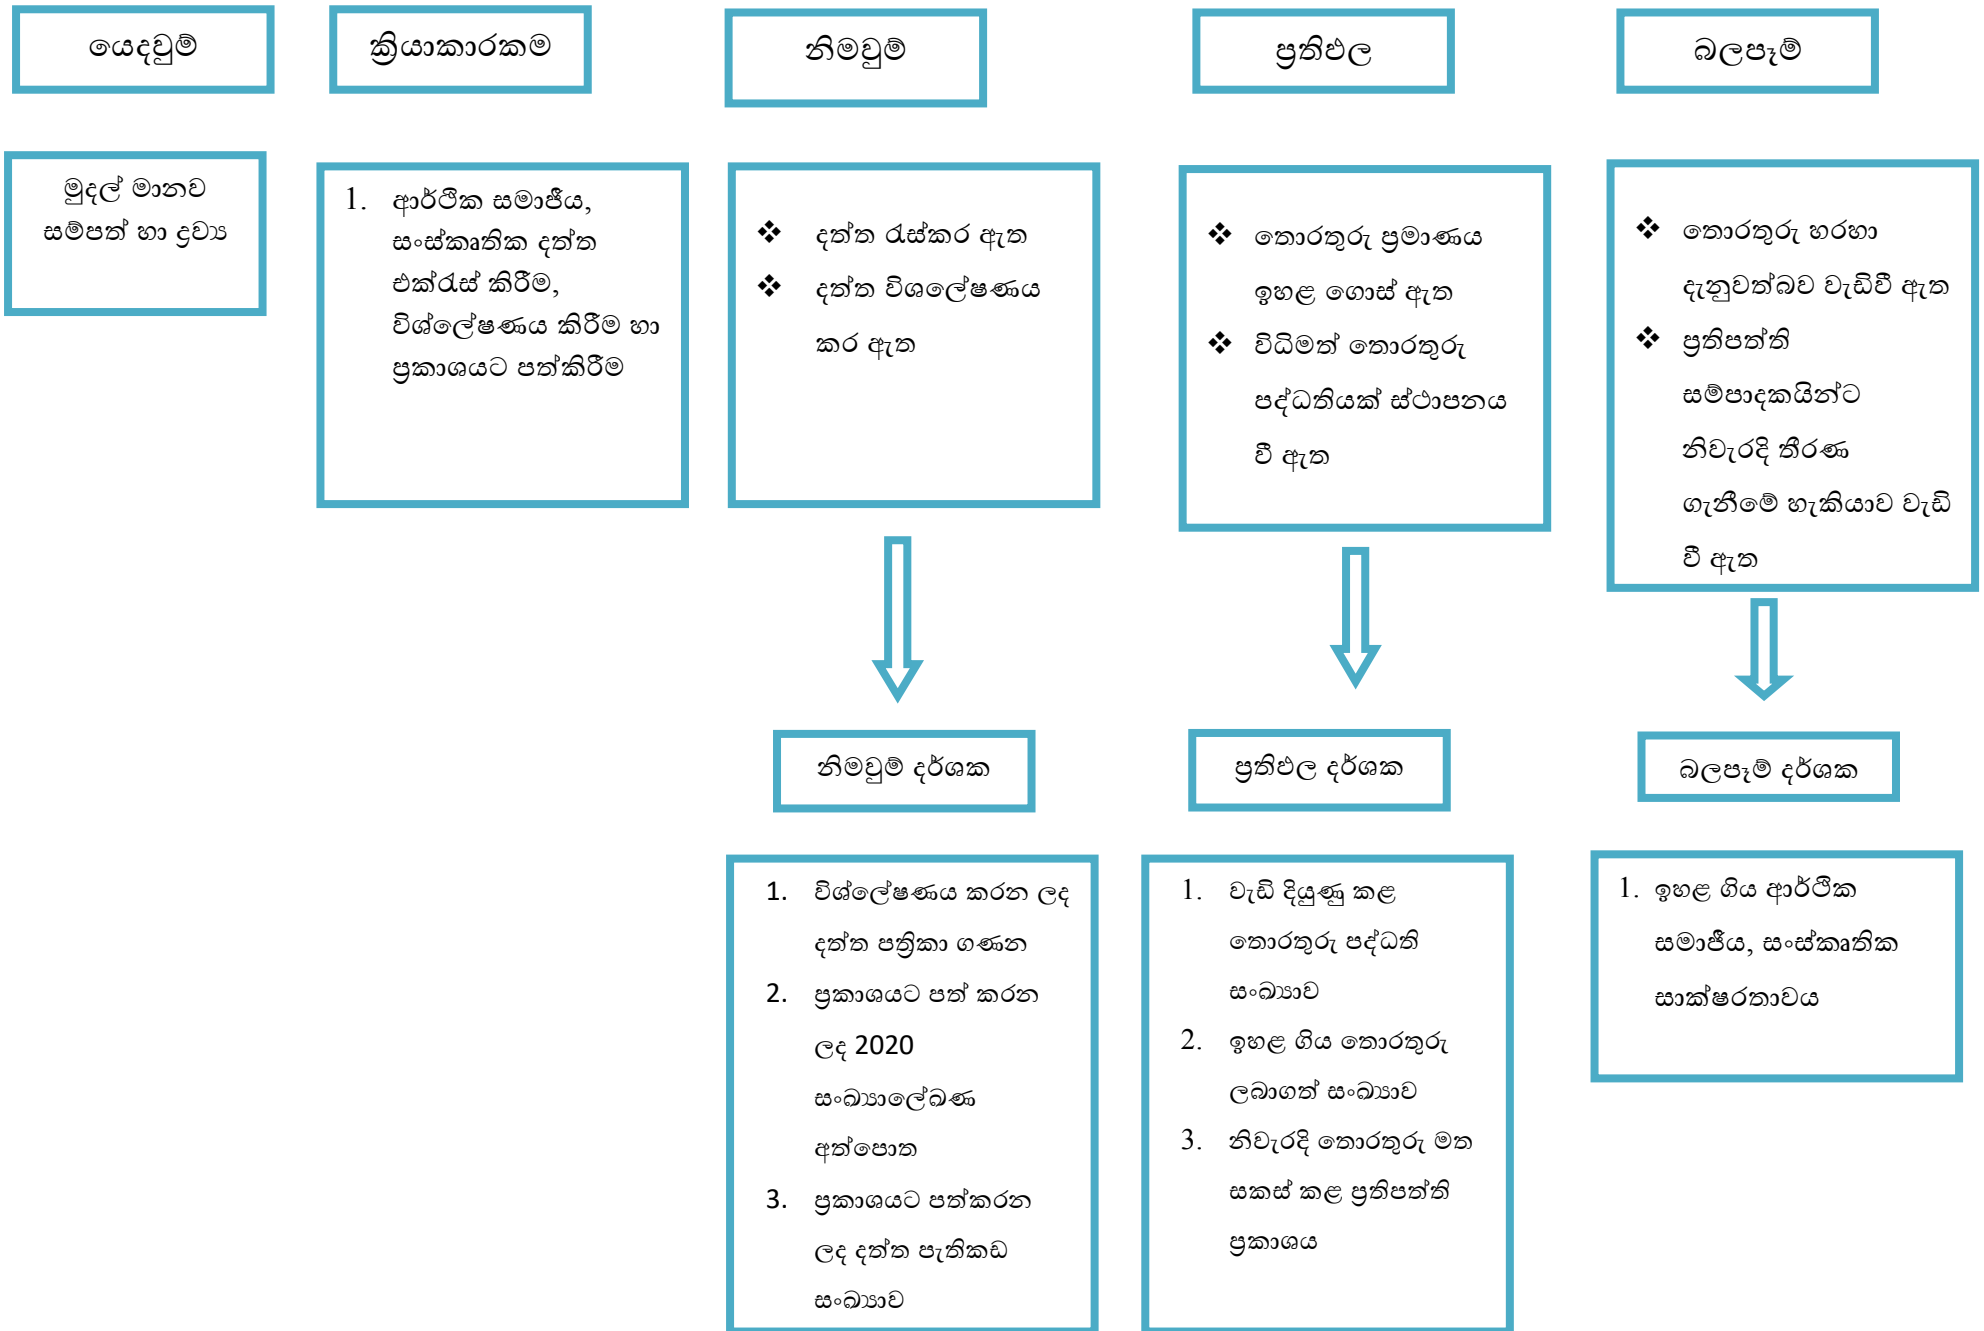 යෙදවුම්
ක්‍රියාකාරකම
නිමවුම්
ප්‍රතිඵල
බලපෑම්
මුදල් මානව
සම්පත් හා ද්‍රව්‍ය
1. ආර්ථික සමාජීය,
සංස්කෘතික දත්ත
එක්රැස් කිරීම,
විශ්ලේෂණය කිරීම හා
ප්‍රකාශයට පත්කිරීම
❖ දත්ත රැස්කර ඇත
❖ දත්ත විශලේෂණය
කර ඇත
❖ තොරතුරු ප්‍රමාණය
ඉහළ ගොස් ඇත
❖ විධිමත් තොරතුරු
පද්ධතියක් ස්ථාපනය
වී ඇත
❖ තොරතුරු හරහා
දැනුවත්බව වැඩිවී ඇත
❖ ප්‍රතිපත්ති
සම්පාදකයින්ට
නිවැරදි තීරණ
ගැනීමේ හැකියාව වැඩි
වී ඇත
නිමවුම් දර්ශක
ප්‍රතිඵල දර්ශක
බලපෑම් දර්ශක
1. විශ්ලේෂණය කරන ලද
දත්ත පත්‍රිකා ගණන
2. ප්‍රකාශයට පත් කරන
ලද 2020
සංඛ්‍යාලේඛණ
අත්පොත
3. ප්‍රකාශයට පත්කරන
ලද දත්ත පැතිකඩ
සංඛ්‍යාව
1. වැඩි දියුණු කළ
තොරතුරු පද්ධති
සංඛ්‍යාව
2. ඉහළ ගිය තොරතුරු
ලබාගත් සංඛ්‍යාව
3. නිවැරදි තොරතුරු මත
සකස් කළ ප්‍රතිපත්ති
ප්‍රකාශය
1. ඉහළ ගිය ආර්ථික
සමාජීය, සංස්කෘතික
සාක්ෂරතාවය